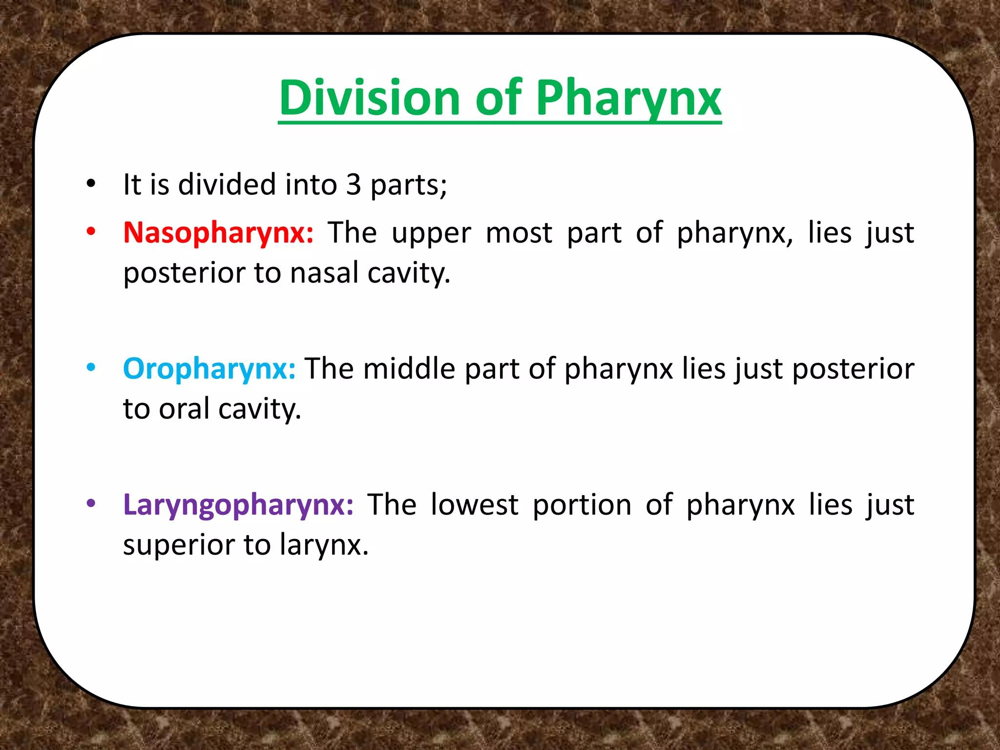 Division of Pharynx
• It is divided into 3 parts;
• Nasopharynx: The upper most part of pharynx, lies just
posterior to nasal cavity.
• Oropharynx: The middle part of pharynx lies just posterior
to oral cavity.
• Laryngopharynx: The lowest portion of pharynx lies just
superior to larynx.